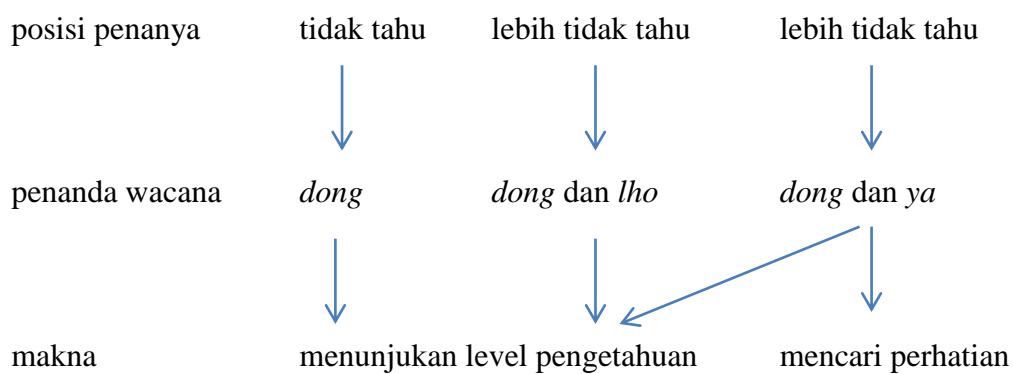 posisi penanya tidak tahu lebih tidak tahu lebih tidak tahu
penanda wacana dong dong dan lho dong dan ya
makna menunjukan level pengetahuan mencari perhatian